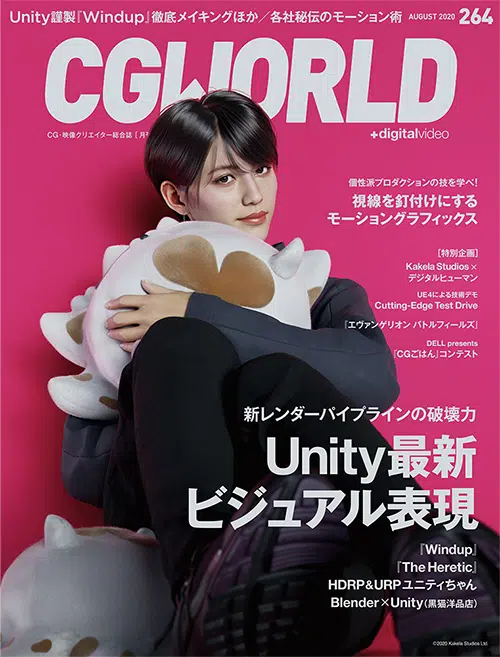 Unity謹製『Windup』徹底メイキングほか／各社秘伝のモーション術 AUGUST 2020 264
CGWORLD
CG・映像クリエイター総合誌 [月刊
+digitalvideo
個性派プロダクションの技を学べ!
視線を釘付けにする
モーショングラフィックス
[特別企画]
Kakela Studios×
デジタルヒューマン
UE4による技術デモ
Cutting-Edge Test Drive
『エヴァンゲリオン バトルフィールズ』
DELL presents
「CGごはん」コンテスト
新レンダーパイプラインの破壊力
Unity最新
ビジュアル表現
『Windup』
『The Heretic』
HDRP&URPユニティちゃん
Blender×Unity(黒猫洋品店)
©2020 Kakela Studios Ltd.